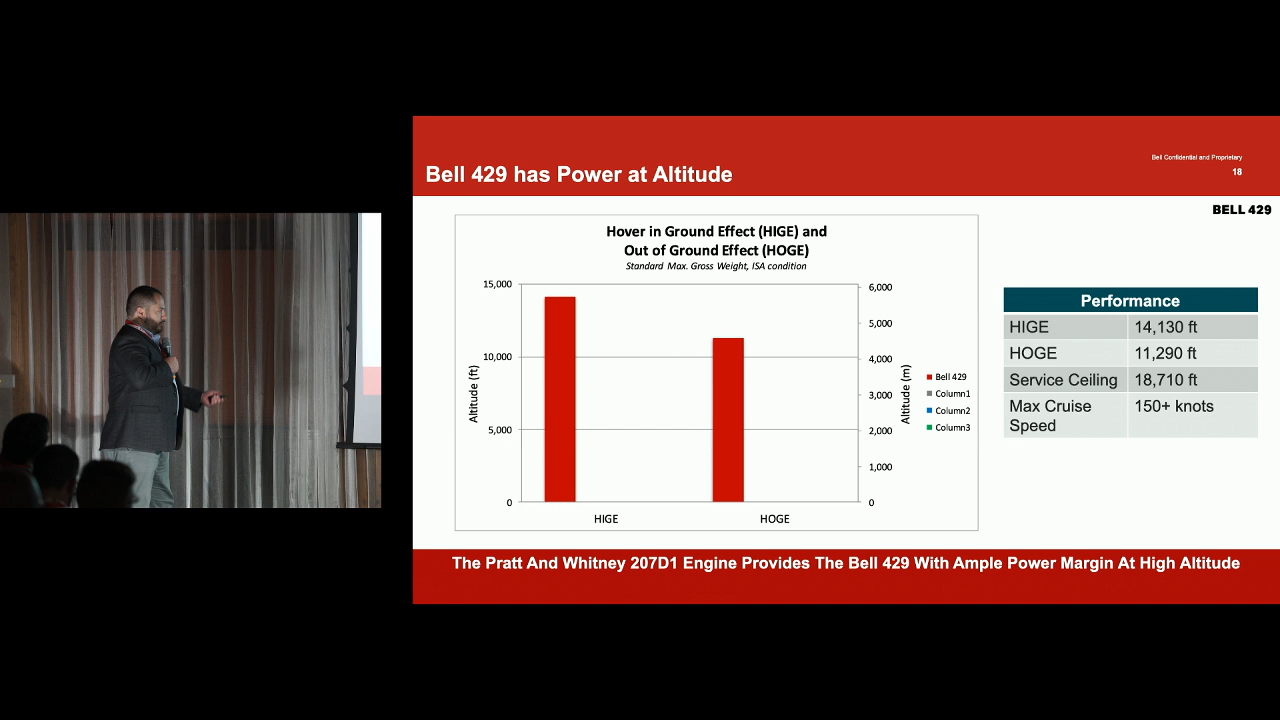 Bell Confidential and Proprietary
Bell 429 has Power at Altitude
18
BELL 429
Hover in Ground Effect (HIGE) and
Out of Ground Effect (HOGE)
Standard Max. Gross Weight, ISA condition
15,000
10,000
5,000
0
Altitude (ft)
6,000
5,000
4,000
3,000
2,000
1,000
0
Altitude (m)
HIGE
HOGE
Bell 429
Column1
Column2
Column3
Performance
HIGE 14,130 ft
HOGE 11,290 ft
Service Ceiling 18,710 ft
Max Cruise 150+ knots
Speed
The Pratt And Whitney 207D1 Engine Provides The Bell 429 With Ample Power Margin At High Altitude